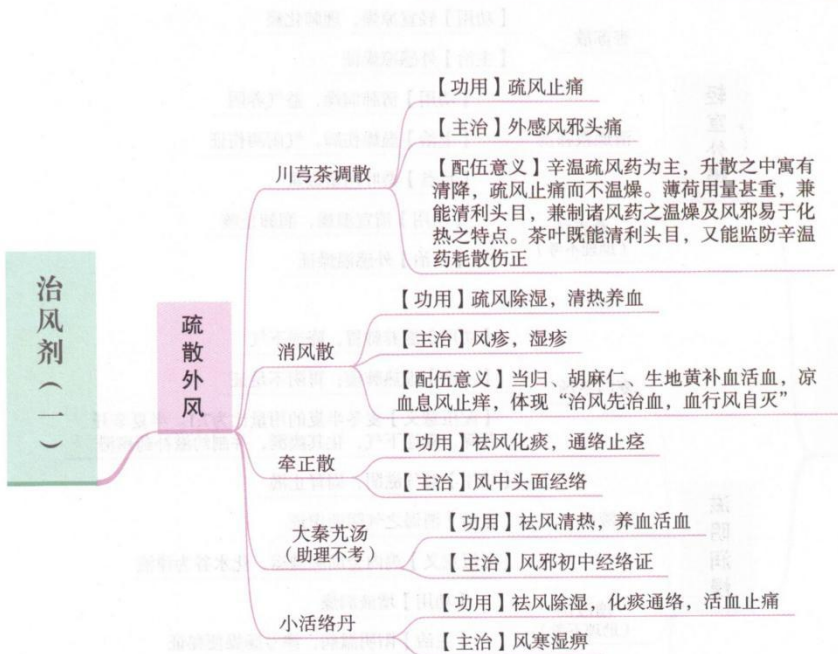 治风剂（一）
疏散外风
川芎茶调散
【功用】疏风止痛
【主治】外感风邪头痛
【配伍意义】辛温疏风药为主，升散之中寓有
清降，疏风止痛而不温燥。薄荷用量甚重，兼
能清利头目，兼制诸风药之温燥及风邪易于化
热之特点。茶叶既能清利头目，又能监防辛温
药耗散伤正
消风散
【功用】疏风除湿，清热养血
【主治】风疹，湿疹
【配伍意义】当归、胡麻仁、生地黄补血活血，凉
血息风止痒，体现“治风先治血，血行风自灭”
牵正散
【功用】祛风化痰，通络止痉
【主治】风中头面经络
大秦艽汤
（助理不考）
【功用】祛风清热，养血活血
【主治】风邪初中经络证
小活络丹
【功用】祛风除湿，化痰通络，活血止痛
【主治】风寒湿痹